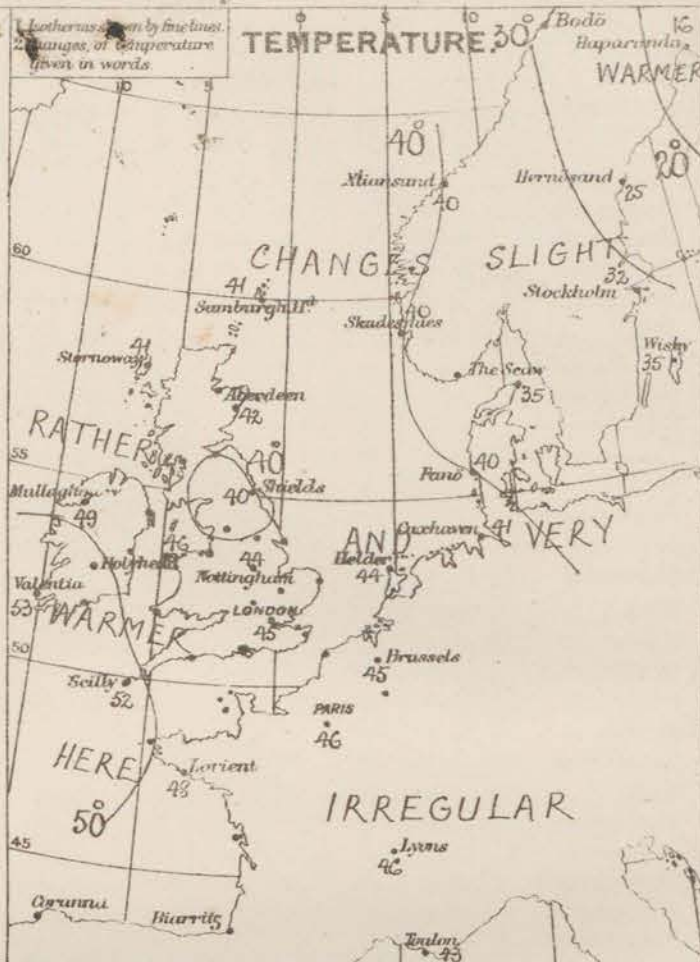 1. Isotherms shown by fine lines.
2. Changes, of temperature
given in words
TEMPERATURE.
10
5
0
5
10
30°
Bodö
Haparanda
16
WARMER
40°
20°
Xtiansund
40
Hernösand
25
60
CHANGES
SLIGHT
41
Sumburgh Hd.
32
Stockholm
40
Skudesnaes
41
Stornoway
Wisby
35
The Scaw
35
Aberdeen
42
RATHER
40°
55
Mullaghmore
49
40
Shields
Fanö
40
46
Holyhead
44
Nottingham
AND
Cuxhaven
41
VERY
Helder
44
Valentia
53
WARMER
LONDON
45
50
Scilly
52
Brussels
45
PARIS
46
HERE
Lorient
48
50°
IRREGULAR
45
Lyons
46
Corunna
Biarritz
Toulon
43